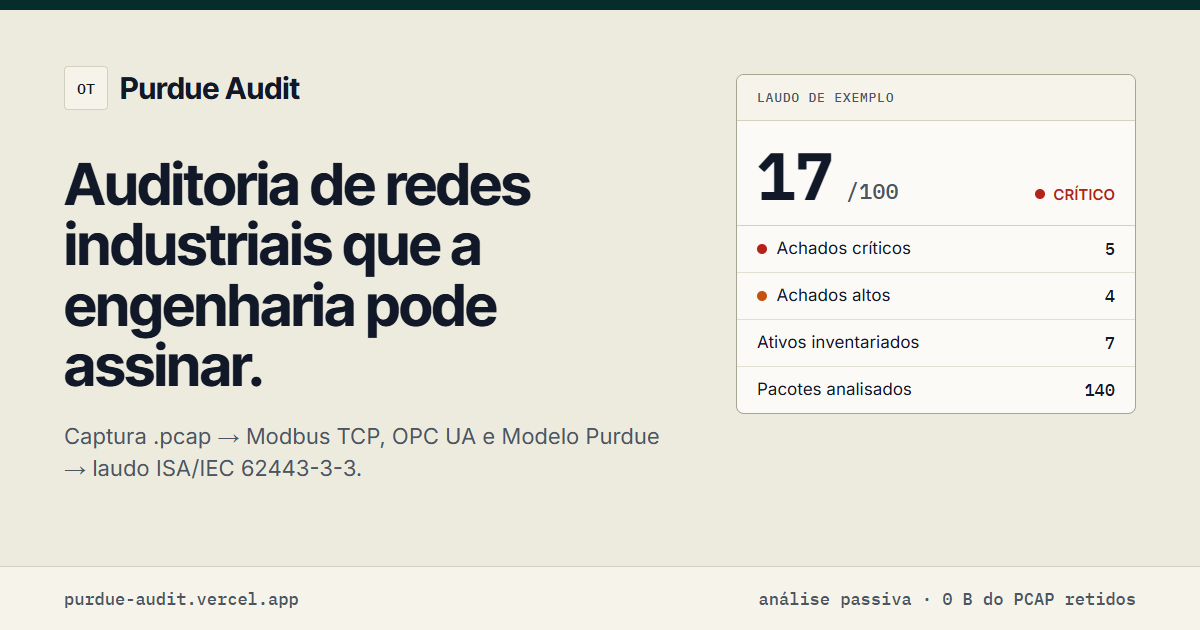 OT
Purdue Audit
Auditoria de redes
industriais que a
engenharia pode
assinar.
Captura .pcap → Modbus TCP, OPC UA e Modelo Purdue
→ laudo ISA/IEC 62443-3-3.
LAUDO DE EXEMPLO
17 /100 CRÍTICO
Achados críticos 5
Achados altos 4
Ativos inventariados 7
Pacotes analisados 140
purdue-audit.vercel.app
análise passiva · 0 B do PCAP retidos